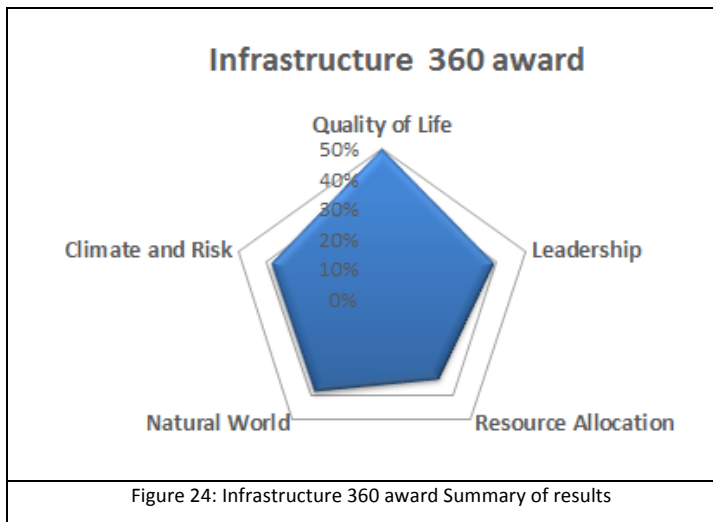 Infrastructure 360 award
Quality of Life
50%
40%
30%
20%
10%
0%
Climate and Risk
Leadership
Natural World
Resource Allocation
Figure 24: Infrastructure 360 award Summary of results